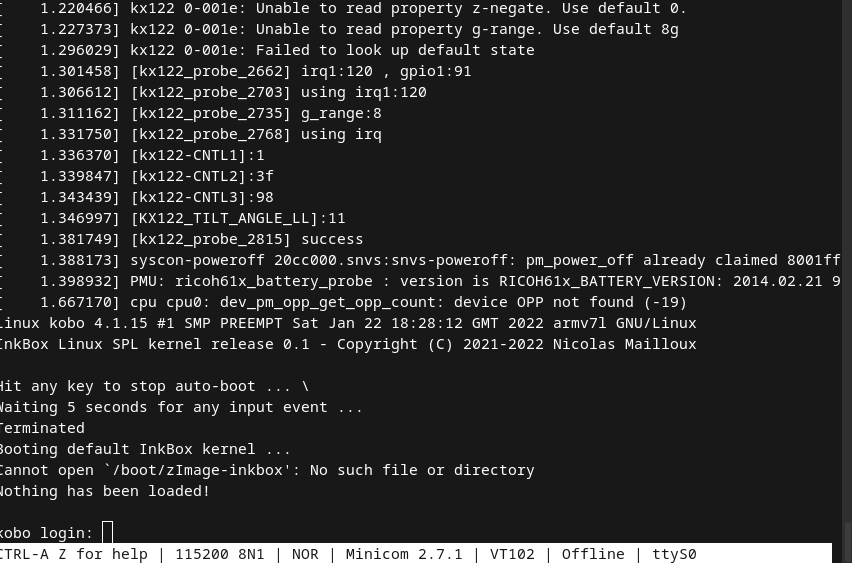 [    1.220466] kx122 0-001e: Unable to read property z-negate. Use default 0.
[    1.227373] kx122 0-001e: Unable to read property g-range. Use default 8g
[    1.296029] kx122 0-001e: Failed to look up default state
[    1.301458] [kx122_probe_2662] irq1:120 , gpio1:91
[    1.306612] [kx122_probe_2703] using irq1:120
[    1.311162] [kx122_probe_2735] g_range:8
[    1.331750] [kx122_probe_2768] using irq
[    1.336370] [kx122-CNTL1]:1
[    1.339847] [kx122-CNTL2]:3f
[    1.343439] [kx122-CNTL3]:98
[    1.346997] [KX122_TILT_ANGLE_LL]:11
[    1.381749] [kx122_probe_2815] success
[    1.388173] syscon-poweroff 20cc000.snvs:snvs-poweroff: pm_power_off already claimed 8001ff
[    1.398932] PMU: ricoh61x_battery_probe : version is RICOH61x_BATTERY_VERSION: 2014.02.21 9
[    1.667170] cpu cpu0: dev_pm_opp_get_opp_count: device OPP not found (-19)
Linux kobo 4.1.15 #1 SMP PREEMPT Sat Jan 22 18:28:12 GMT 2022 armv7l GNU/Linux
InkBox Linux SPL kernel release 0.1 - Copyright (C) 2021-2022 Nicolas Mailloux
Hit any key to stop auto-boot ... \
Waiting 5 seconds for any input event ...
Terminated
Booting default InkBox kernel ...
Cannot open `/boot/zImage-inkbox': No such file or directory
Nothing has been loaded!
kobo login:
CTRL-A Z for help | 115200 8N1 | NOR | Minicom 2.7.1 | VT102 | Offline | ttyS0